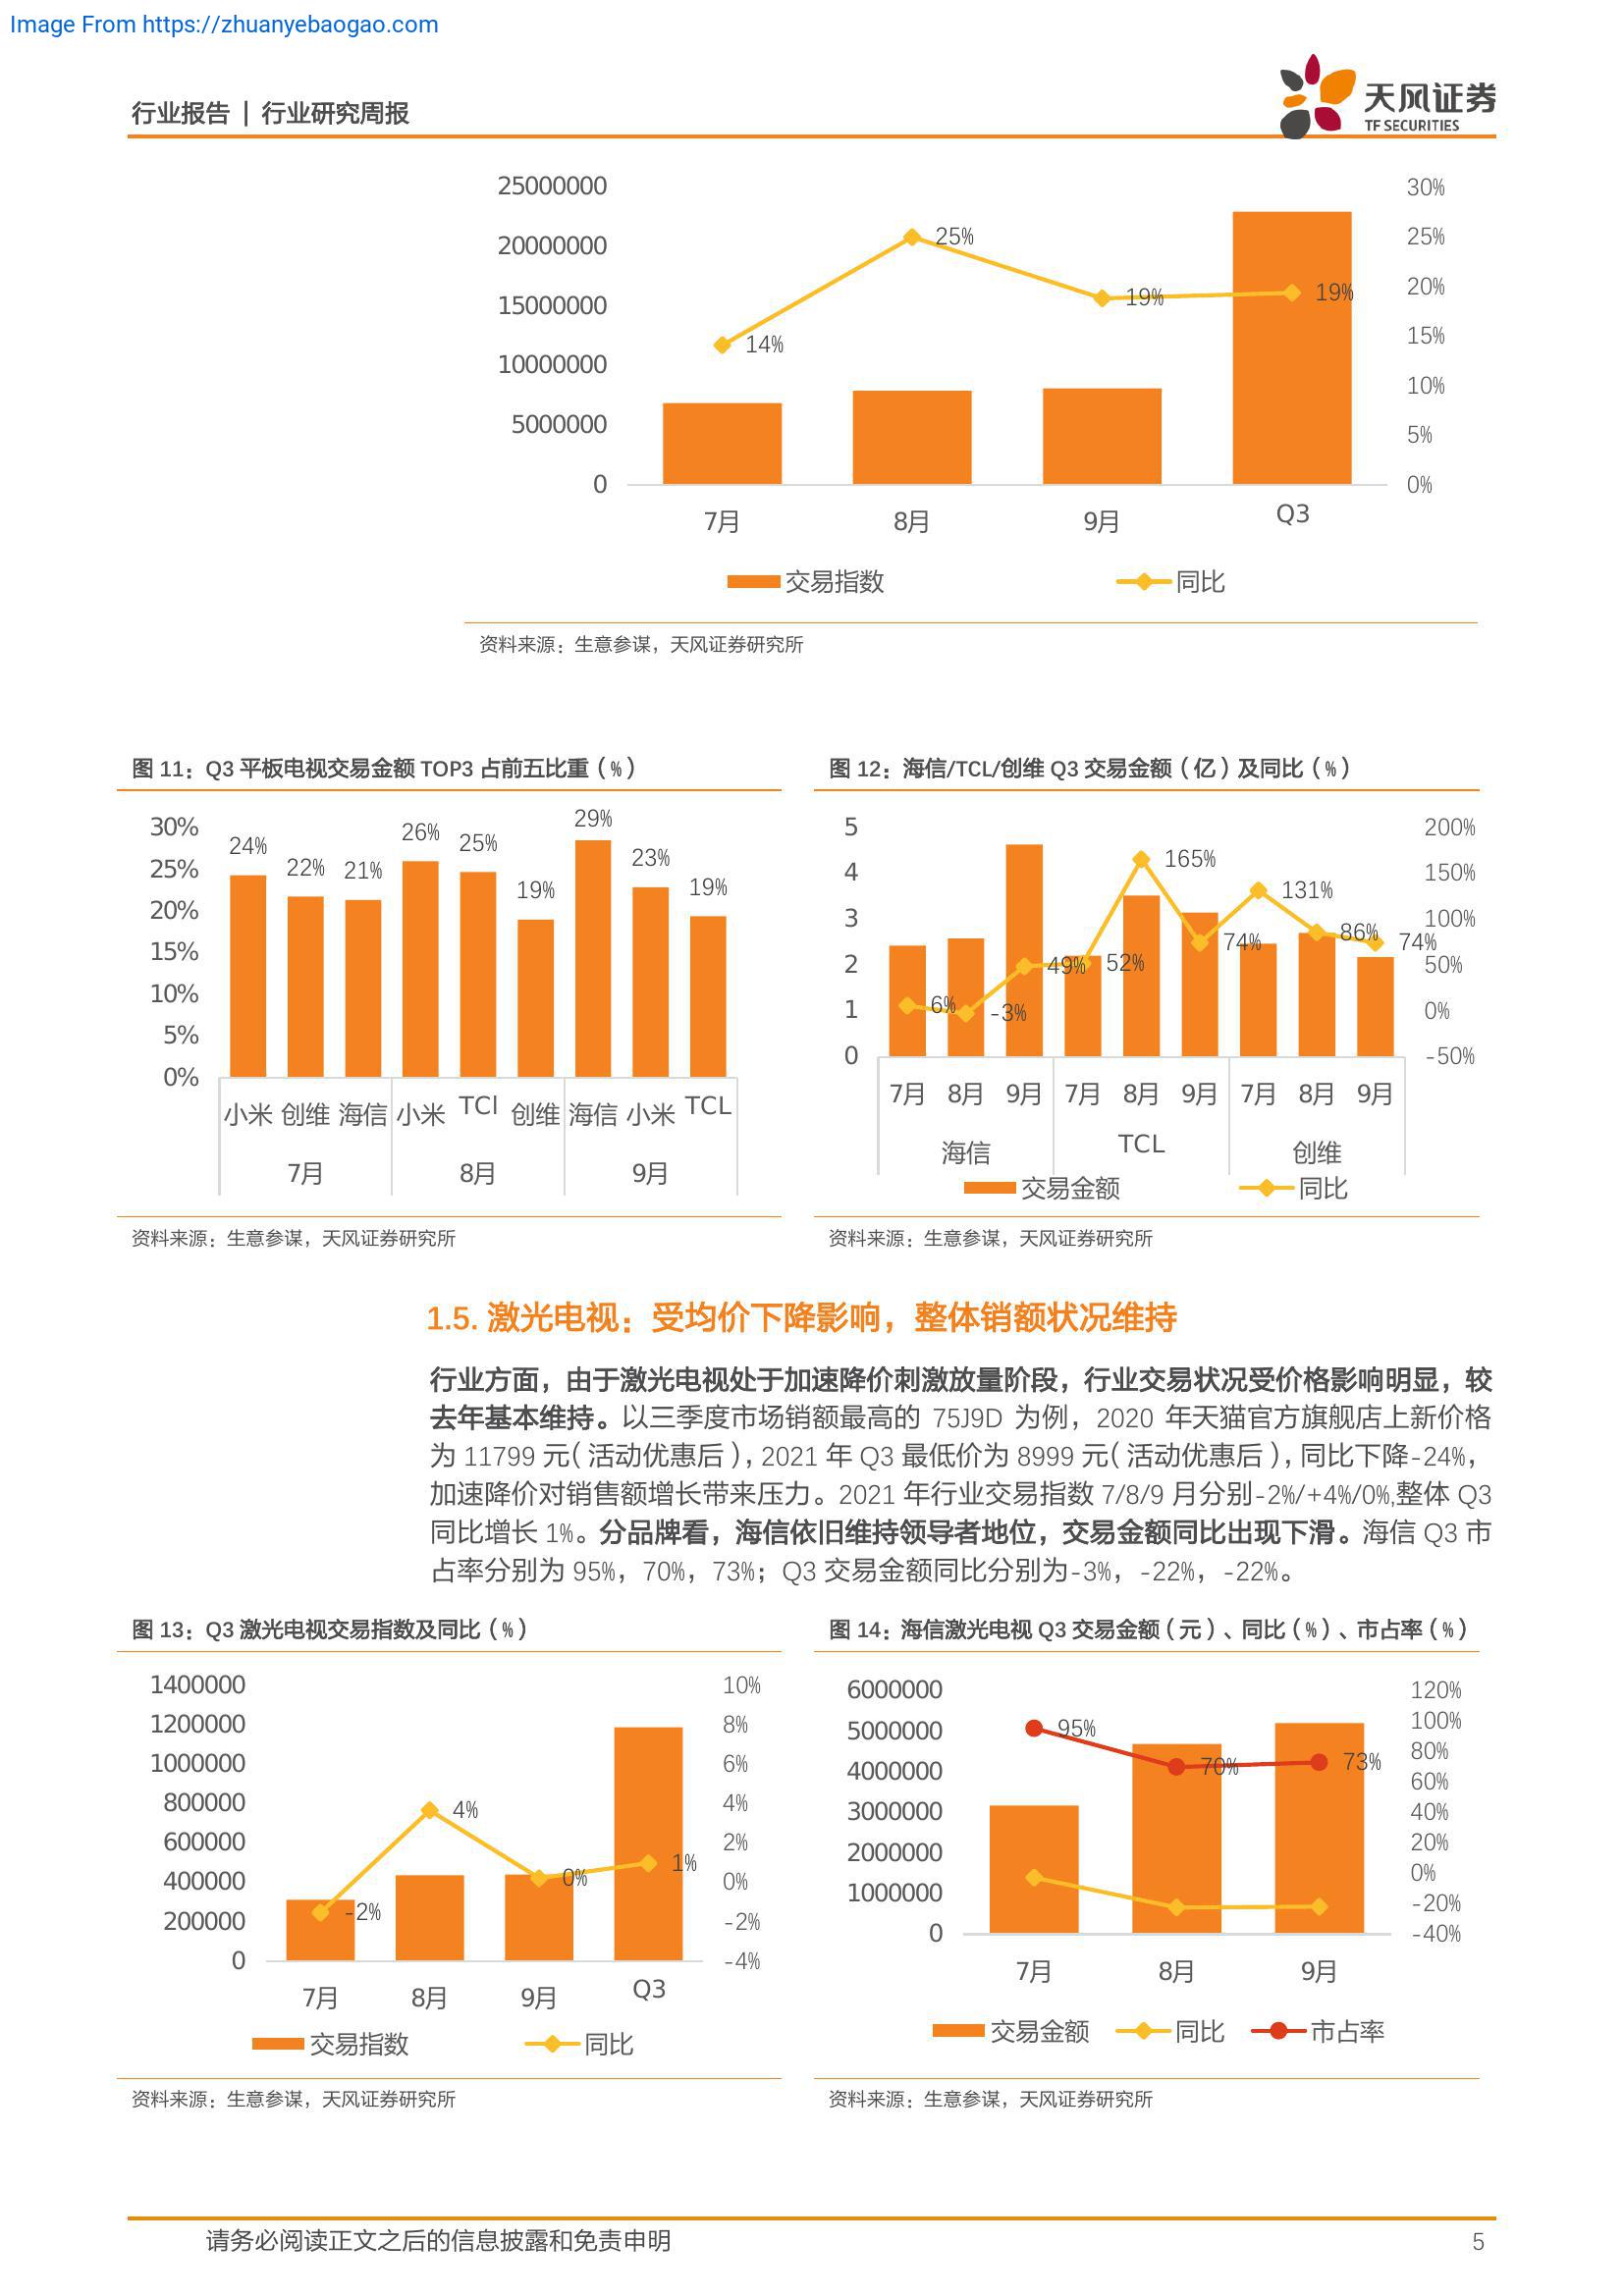 Image From https://zhuanyebaogao.com
行业报告 | 行业研究周报
天风证券
TF SECURITIES
25000000
20000000
15000000
10000000
5000000
0
30%
25%
20%
15%
10%
5%
0%
14%
25%
19%
19%
7月
8月
9月
Q3
交易指数
同比
资料来源：生意参谋，天风证券研究所
图 11：Q3 平板电视交易金额 TOP3 占前五比重（%）
30%
25%
20%
15%
10%
5%
0%
24%
22%
21%
26%
25%
19%
29%
23%
19%
小米 创维 海信 小米 TCl 创维 海信 小米 TCL
7月
8月
9月
资料来源：生意参谋，天风证券研究所
图 12：海信/TCL/创维 Q3 交易金额（亿）及同比（%）
5
4
3
2
1
0
200%
150%
100%
50%
0%
-50%
6%
-3%
49%
52%
165%
74%
131%
86%
74%
7月 8月 9月 7月 8月 9月 7月 8月 9月
海信
TCL
创维
交易金额
同比
资料来源：生意参谋，天风证券研究所
1.5. 激光电视：受均价下降影响，整体销额状况维持
行业方面，由于激光电视处于加速降价刺激放量阶段，行业交易状况受价格影响明显，较
去年基本维持。以三季度市场销额最高的 75J9D 为例，2020 年天猫官方旗舰店上新价格
为 11799 元（活动优惠后），2021 年 Q3 最低价为 8999 元（活动优惠后），同比下降-24%，
加速降价对销售额增长带来压力。2021 年行业交易指数 7/8/9 月分别-2%/+4%/0%,整体 Q3
同比增长 1%。分品牌看，海信依旧维持领导者地位，交易金额同比出现下滑。海信 Q3 市
占率分别为 95%，70%，73%；Q3 交易金额同比分别为-3%，-22%，-22%。
图 13：Q3 激光电视交易指数及同比（%）
1400000
1200000
1000000
800000
600000
400000
200000
0
10%
8%
6%
4%
2%
0%
-2%
-4%
-2%
4%
0%
1%
7月
8月
9月
Q3
交易指数
同比
资料来源：生意参谋，天风证券研究所
图 14：海信激光电视 Q3 交易金额（元）、同比（%）、市占率（%）
6000000
5000000
4000000
3000000
2000000
1000000
0
120%
100%
80%
60%
40%
20%
0%
-20%
-40%
95%
70%
73%
7月
8月
9月
交易金额
同比
市占率
资料来源：生意参谋，天风证券研究所
请务必阅读正文之后的信息披露和免责申明
5